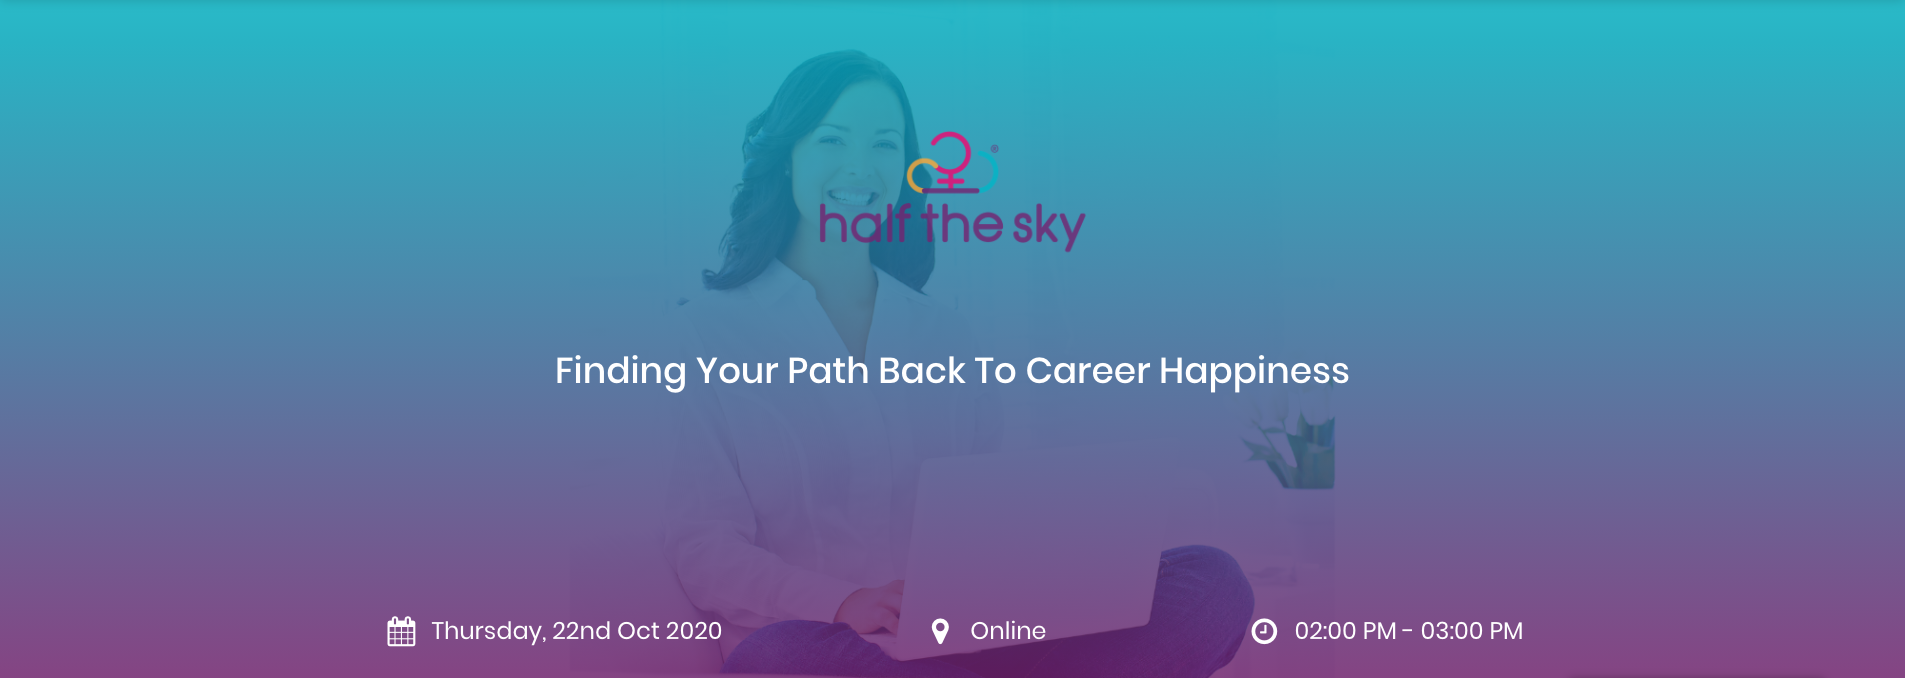 ®
half the sky
Finding Your Path Back To Career Happiness
Thursday, 22nd Oct 2020
Online
02:00 PM - 03:00 PM